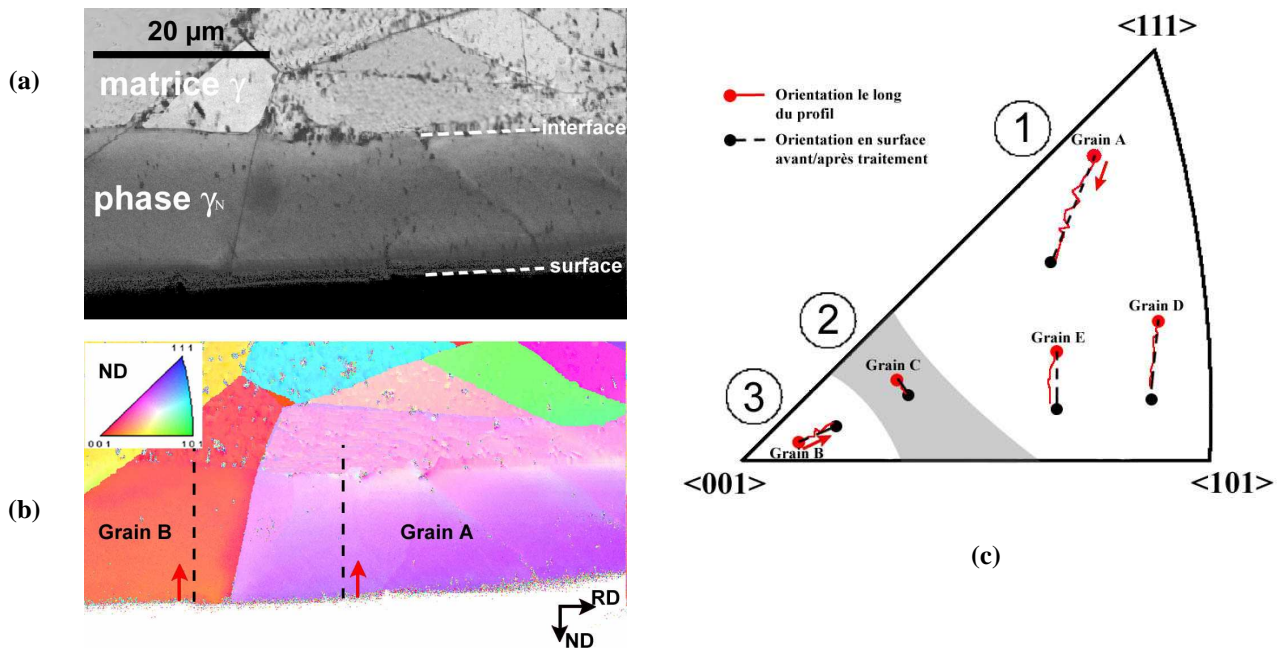 (a)
20 µm
matrice γ
interface
phase γN
surface
(b)
ND
111
001
101
Grain B
Grain A
RD
ND
<111>
Orientation le long
du profil
Orientation en surface
avant/après traitement
1
Grain A
2
Grain D
Grain E
Grain C
3
Grain B
<001>
<101>
(c)